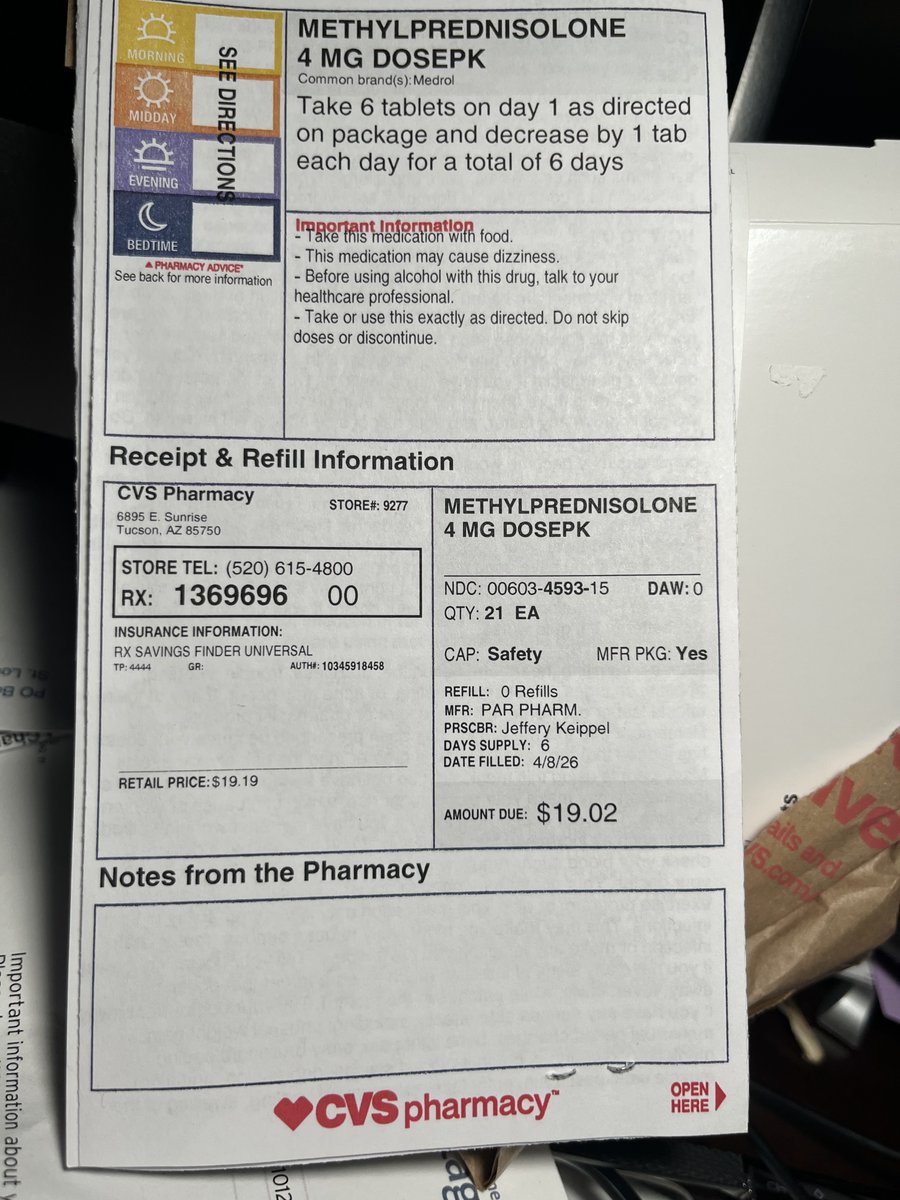 METHYLPREDNISOLONE
4 MG DOSEPK
Common brand(s): Medrol
Take 6 tablets on day 1 as directed
on package and decrease by 1 tab
each day for a total of 6 days
MORNING
MIDDAY
EVENING
BEDTIME
SEE DIRECTIONS
PHARMACY ADVICE
See back for more information
Important Information
- Take this medication with food.
- This medication may cause dizziness.
- Before using alcohol with this drug, talk to your
healthcare professional.
- Take or use this exactly as directed. Do not skip
doses or discontinue.
Receipt & Refill Information
CVS Pharmacy
STORE#: 9277
6895 E. Sunrise
Tucson, AZ 85750
STORE TEL: (520) 615-4800
RX: 1369696 00
INSURANCE INFORMATION:
RX SAVINGS FINDER UNIVERSAL
TP: 4444 GR: AUTH#: 10345918458
RETAIL PRICE: $19.19
METHYLPREDNISOLONE
4 MG DOSEPK
NDC: 00603-4593-15 DAW: 0
QTY: 21 EA
CAP: Safety MFR PKG: Yes
REFILL: 0 Refills
MFR: PAR PHARM.
PRSCBR: Jeffery Keippel
DAYS SUPPLY: 6
DATE FILLED: 4/8/26
AMOUNT DUE: $19.02
Notes from the Pharmacy
CVS pharmacy™
OPEN
HERE
Important information about
ails and